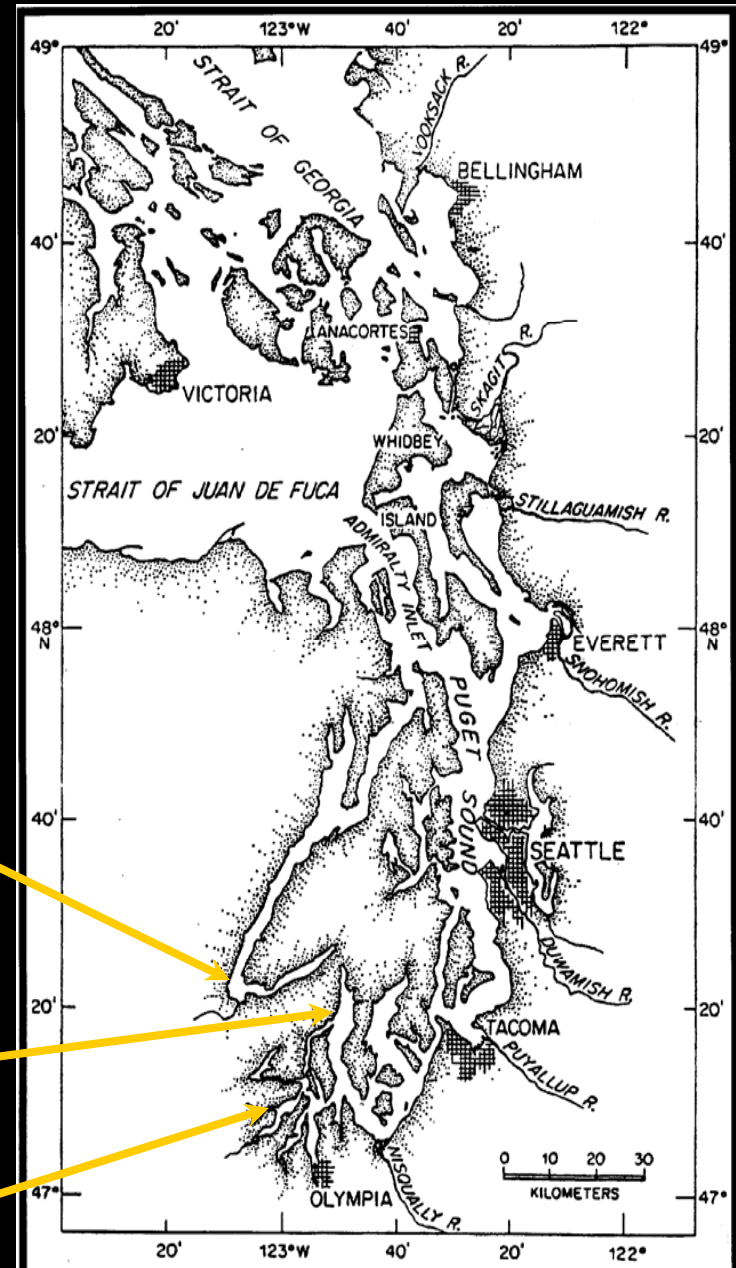 20' 123°W 40' 20' 122°
49° 49°
STRAIT OF GEORGIA
NOOKSACK R.
BELLINGHAM
40' 40'
ANACORTES
SKAGIT R.
VICTORIA
20' 20'
WHIDBEY
STRAIT OF JUAN DE FUCA
ISLAND
STILLAGUAMISH R.
ADMIRALTY INLET
48° 48°
N
EVERETT
SNOHOMISH R.
PUGET SOUND
40' 40'
SEATTLE
DUWAMISH R.
20' 20'
TACOMA
PUYALLUP R.
0 10 20 30
KILOMETERS
NISQUALLY R.
47° 47°
OLYMPIA
20' 123°W 40' 20' 122°